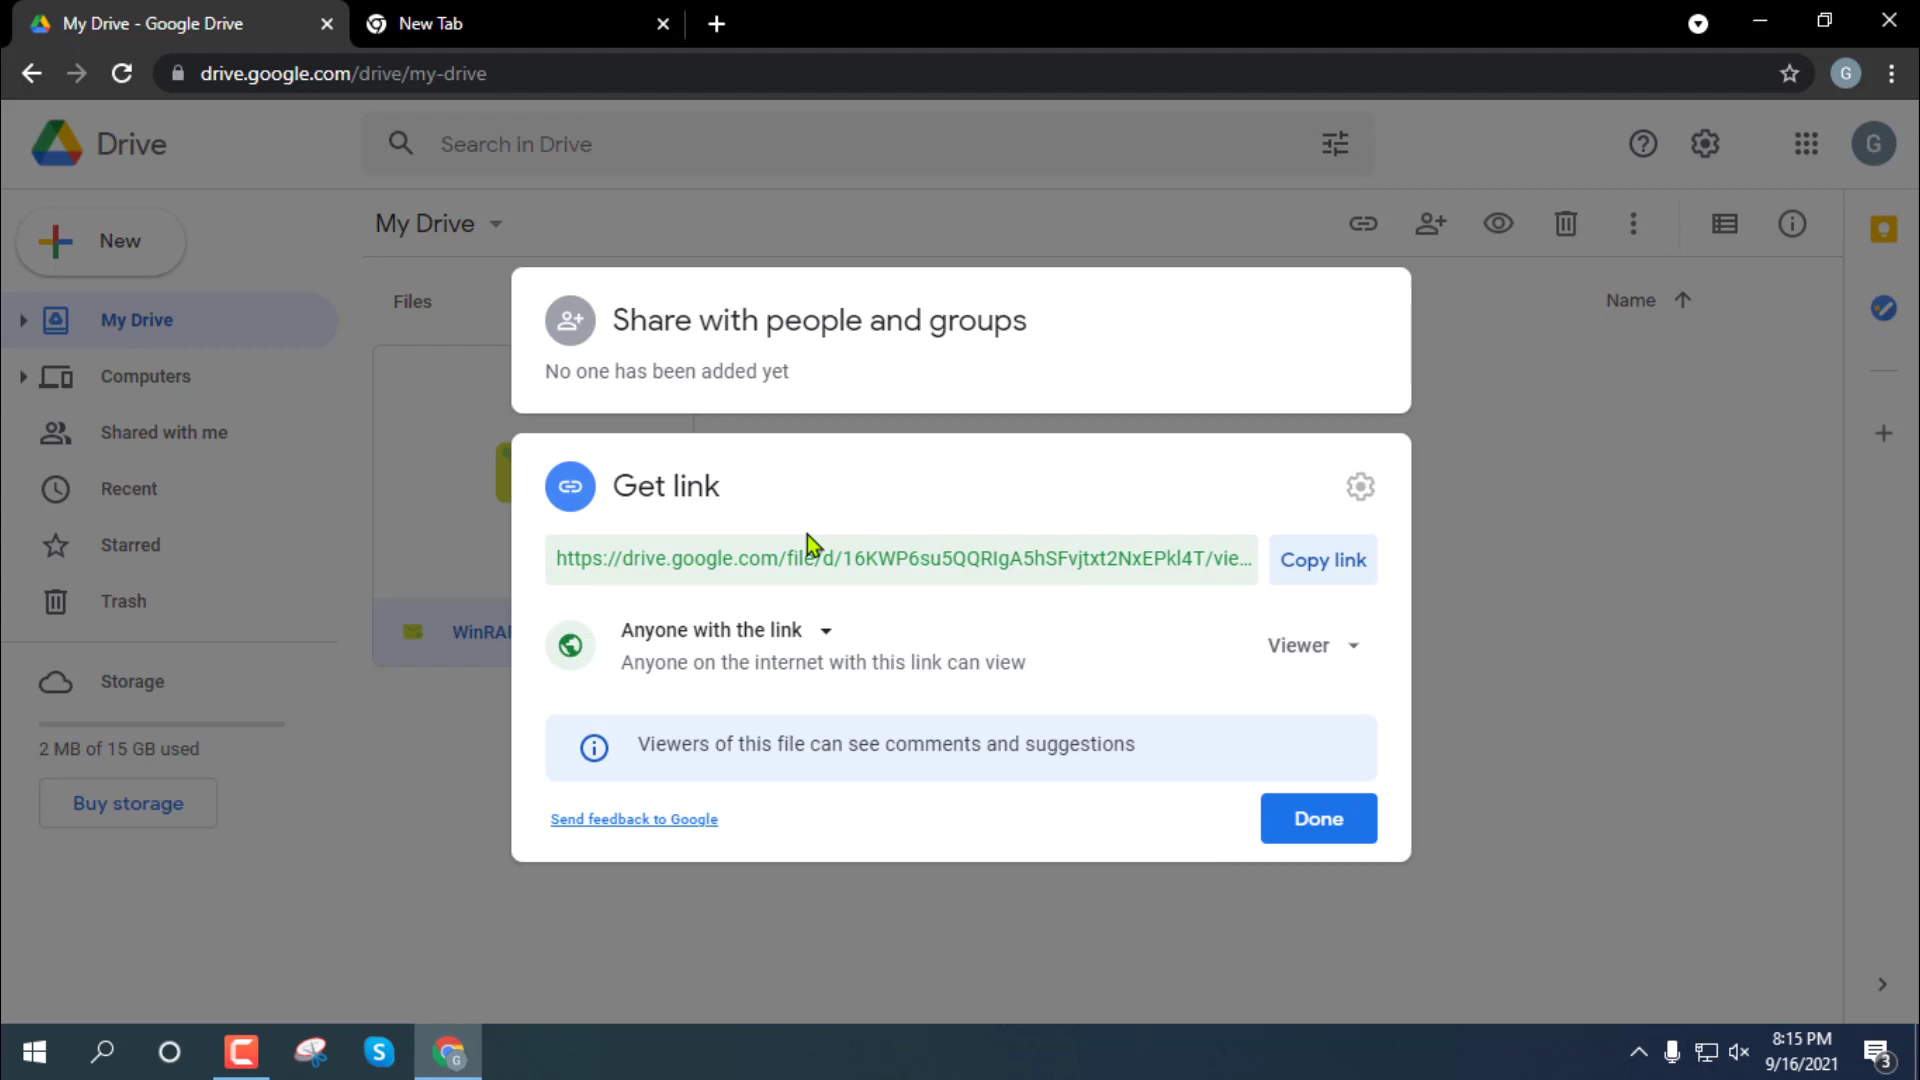 My Drive - Google Drive
New Tab
drive.google.com/drive/my-drive
G
Drive
Search in Drive
G
New
My Drive
My Drive
Computers
Shared with me
Recent
Starred
Trash
Storage
2 MB of 15 GB used
Buy storage
Files
Name
WinRAR
Share with people and groups
No one has been added yet
Get link
https://drive.google.com/file/d/16KWP6su5QQRIgA5hSFvjtxt2NxEPkl4T/vie...
Copy link
Anyone with the link
Anyone on the internet with this link can view
Viewer
Viewers of this file can see comments and suggestions
Send feedback to Google
Done
8:15 PM
9/16/2021
3